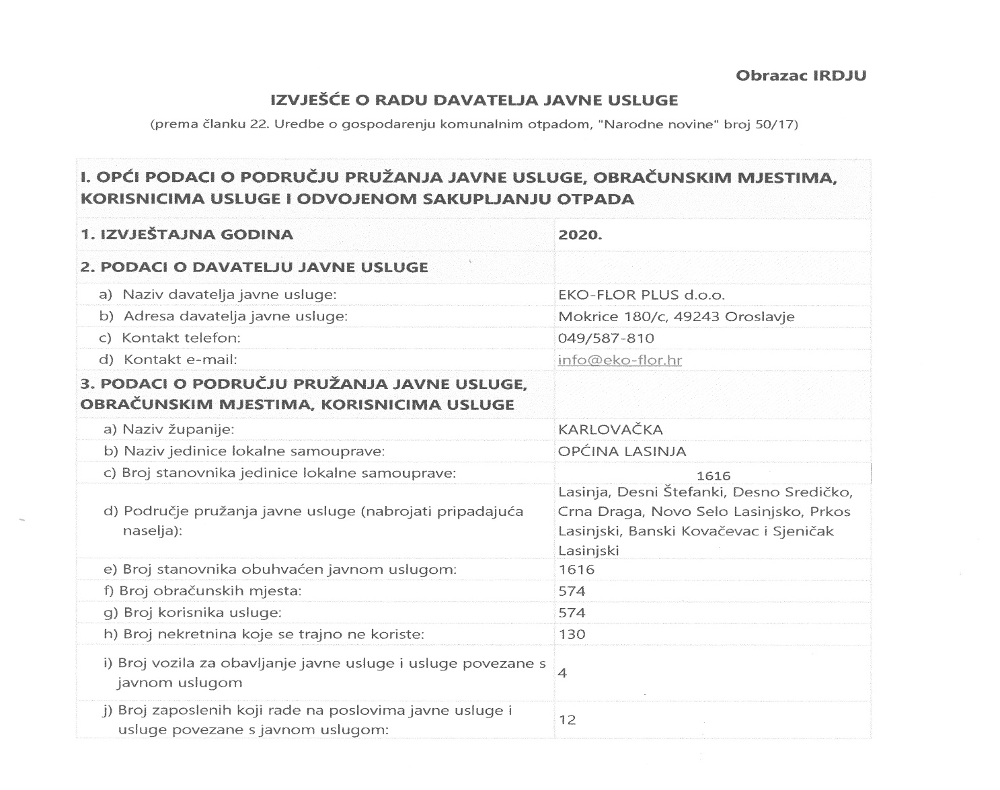 Obrazac IRDJU
IZVJEŠĆE O RADU DAVATELJA JAVNE USLUGE
(prema članku 22. Uredbe o gospodarenju komunalnim otpadom, "Narodne novine" broj 50/17)
I. OPĆI PODACI O PODRUČJU PRUŽANJA JAVNE USLUGE, OBRAČUNSKIM MJESTIMA,
KORISNICIMA USLUGE I ODVOJENOM SAKUPLJANJU OTPADA
1. IZVJEŠTAJNA GODINA 2020.
2. PODACI O DAVATELJU JAVNE USLUGE
a) Naziv davatelja javne usluge: EKO-FLOR PLUS d.o.o.
b) Adresa davatelja javne usluge: Mokrice 180/c, 49243 Oroslavje
c) Kontakt telefon: 049/587-810
d) Kontakt e-mail: info@eko-flor.hr
3. PODACI O PODRUČJU PRUŽANJA JAVNE USLUGE,
OBRAČUNSKIM MJESTIMA, KORISNICIMA USLUGE
a) Naziv županije: KARLOVAČKA
b) Naziv jedinice lokalne samouprave: OPĆINA LASINJA
c) Broj stanovnika jedinice lokalne samouprave: 1616
d) Područje pružanja javne usluge (nabrojati pripadajuća
naselja):
Lasinja, Desni Štefanki, Desno Sredičko,
Crna Draga, Novo Selo Lasinjsko, Prkos
Lasinjski, Banski Kovačevac i Sjeničak
Lasinjski
e) Broj stanovnika obuhvaćen javnom uslugom: 1616
f) Broj obračunskih mjesta: 574
g) Broj korisnika usluge: 574
h) Broj nekretnina koje se trajno ne koriste: 130
i) Broj vozila za obavljanje javne usluge i usluge povezane s
javnom uslugom
4
j) Broj zaposlenih koji rade na poslovima javne usluge i
usluge povezane s javnom uslugom:
12